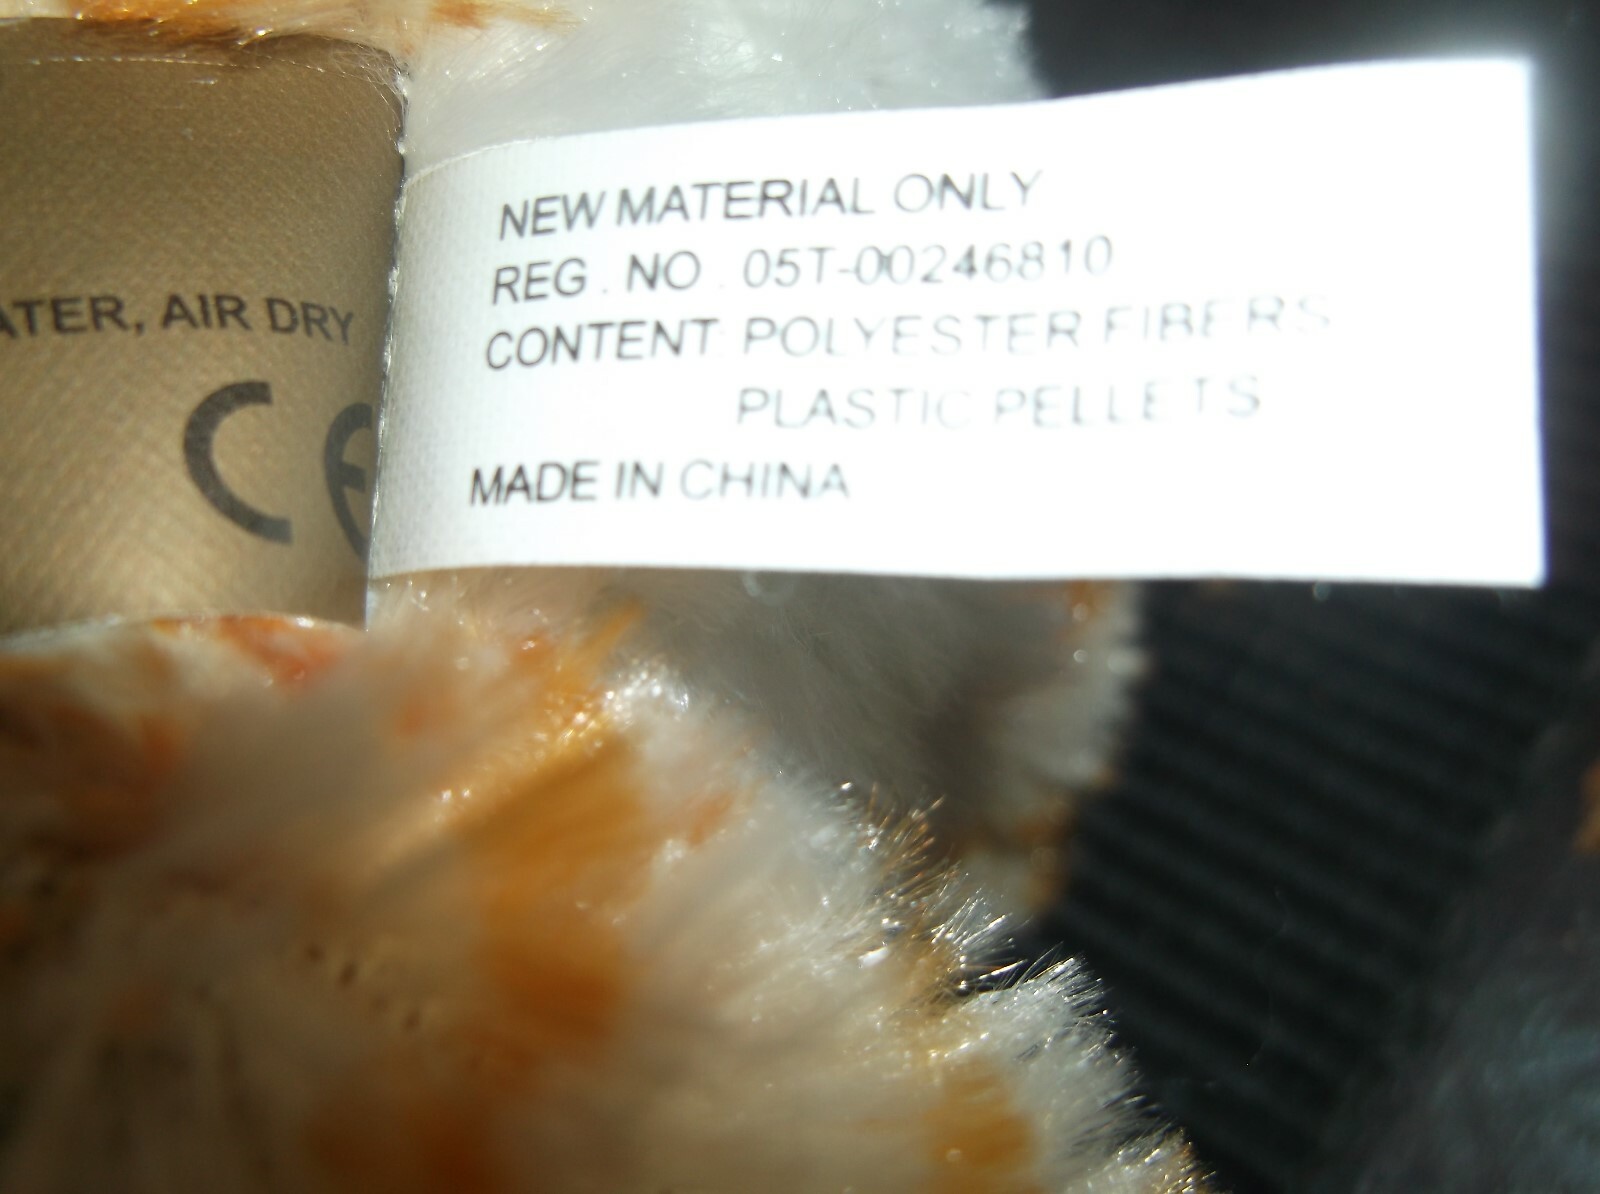 ATER, AIR DRY
CE
NEW MATERIAL ONLY
REG. NO. 05T-00246810
CONTENT: POLYESTER FIBERS
PLASTIC PELLETS
MADE IN CHINA